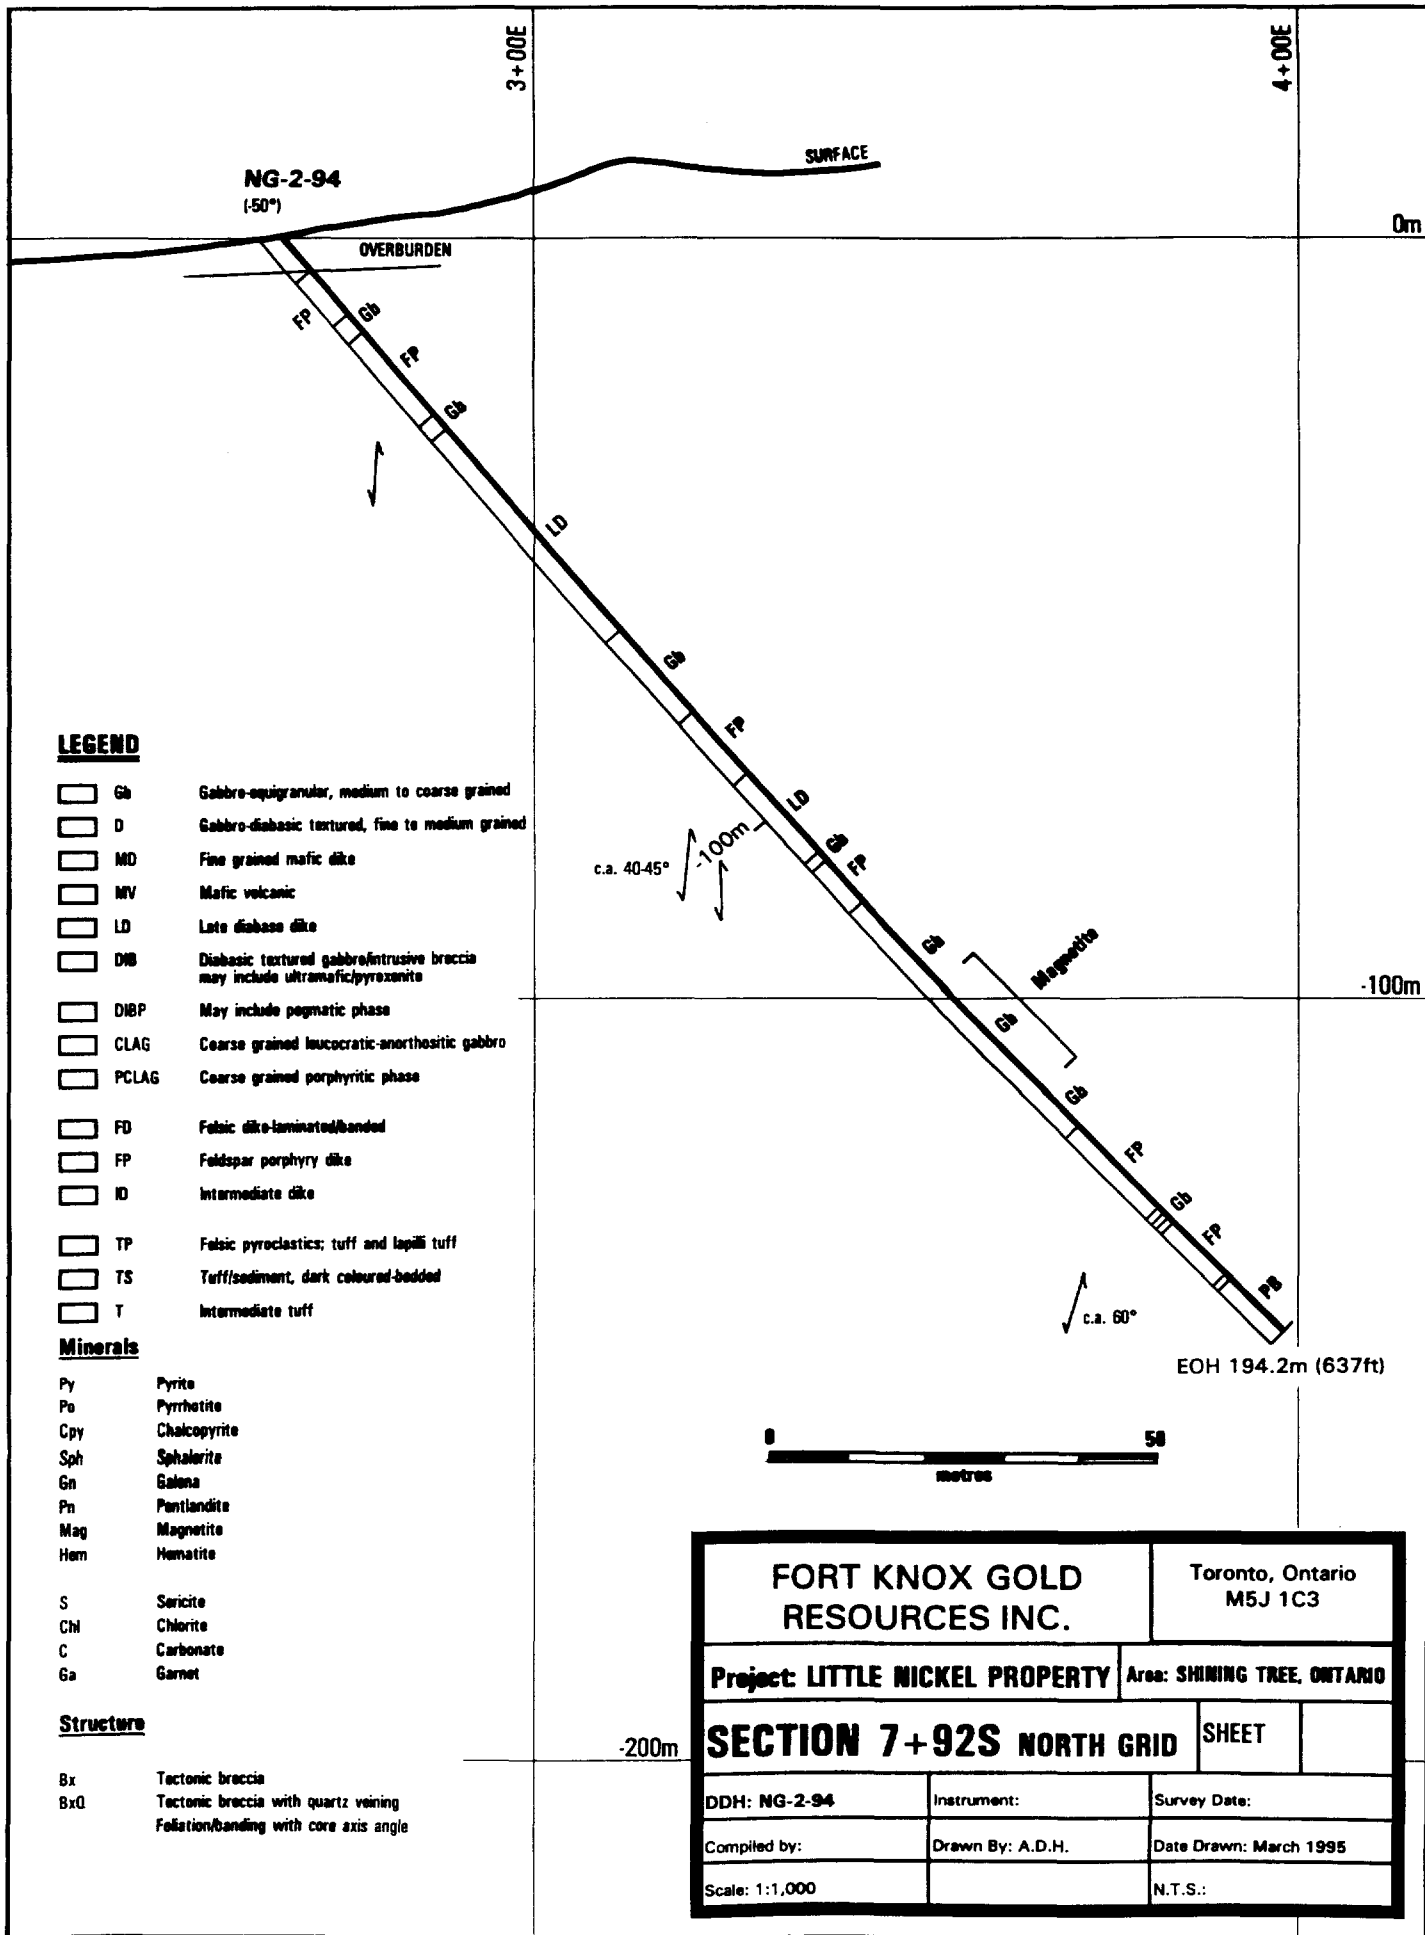 3+00E
4+00E
SURFACE
NG-2-94
(-50°)
0m
OVERBURDEN
FP
Gb
FP
Gb
LD
Gb
FP
LD
-100m
c.a. 40-45°
Gb
FP
Gb
Magnetite
-100m
Gb
Gb
FP
Gb
FP
PB
c.a. 60°
EOH 194.2m (637ft)
LEGEND
Gb Gabbro-equigranular, medium to coarse grained
D Gabbro-diabasic textured, fine to medium grained
MD Fine grained mafic dike
MV Mafic volcanic
LD Late diabase dike
DIB Diabasic textured gabbro/intrusive breccia
may include ultramafic/pyroxenite
DIBP May include pegmatic phase
CLAG Coarse grained leucocratic-anorthositic gabbro
PCLAG Coarse grained porphyritic phase
FD Felsic dike-laminated/banded
FP Feldspar porphyry dike
ID Intermediate dike
TP Felsic pyroclastics; tuff and lapilli tuff
TS Tuff/sediment, dark coloured-bedded
T Intermediate tuff
Minerals
Py Pyrite
Po Pyrrhotite
Cpy Chalcopyrite
Sph Sphalerite
Gn Galena
Pn Pentlandite
Mag Magnetite
Hem Hematite
S Sericite
Chl Chlorite
C Carbonate
Ga Garnet
Structure
Bx Tectonic breccia
BxQ Tectonic breccia with quartz veining
Foliation/banding with core axis angle
0 50
metres
-200m
FORT KNOX GOLD
RESOURCES INC.
Toronto, Ontario
M5J 1C3
Project: LITTLE NICKEL PROPERTY
Area: SHINING TREE, ONTARIO
SECTION 7+92S NORTH GRID
SHEET
DDH: NG-2-94
Instrument:
Survey Date:
Compiled by:
Drawn By: A.D.H.
Date Drawn: March 1995
Scale: 1:1,000
N.T.S.: